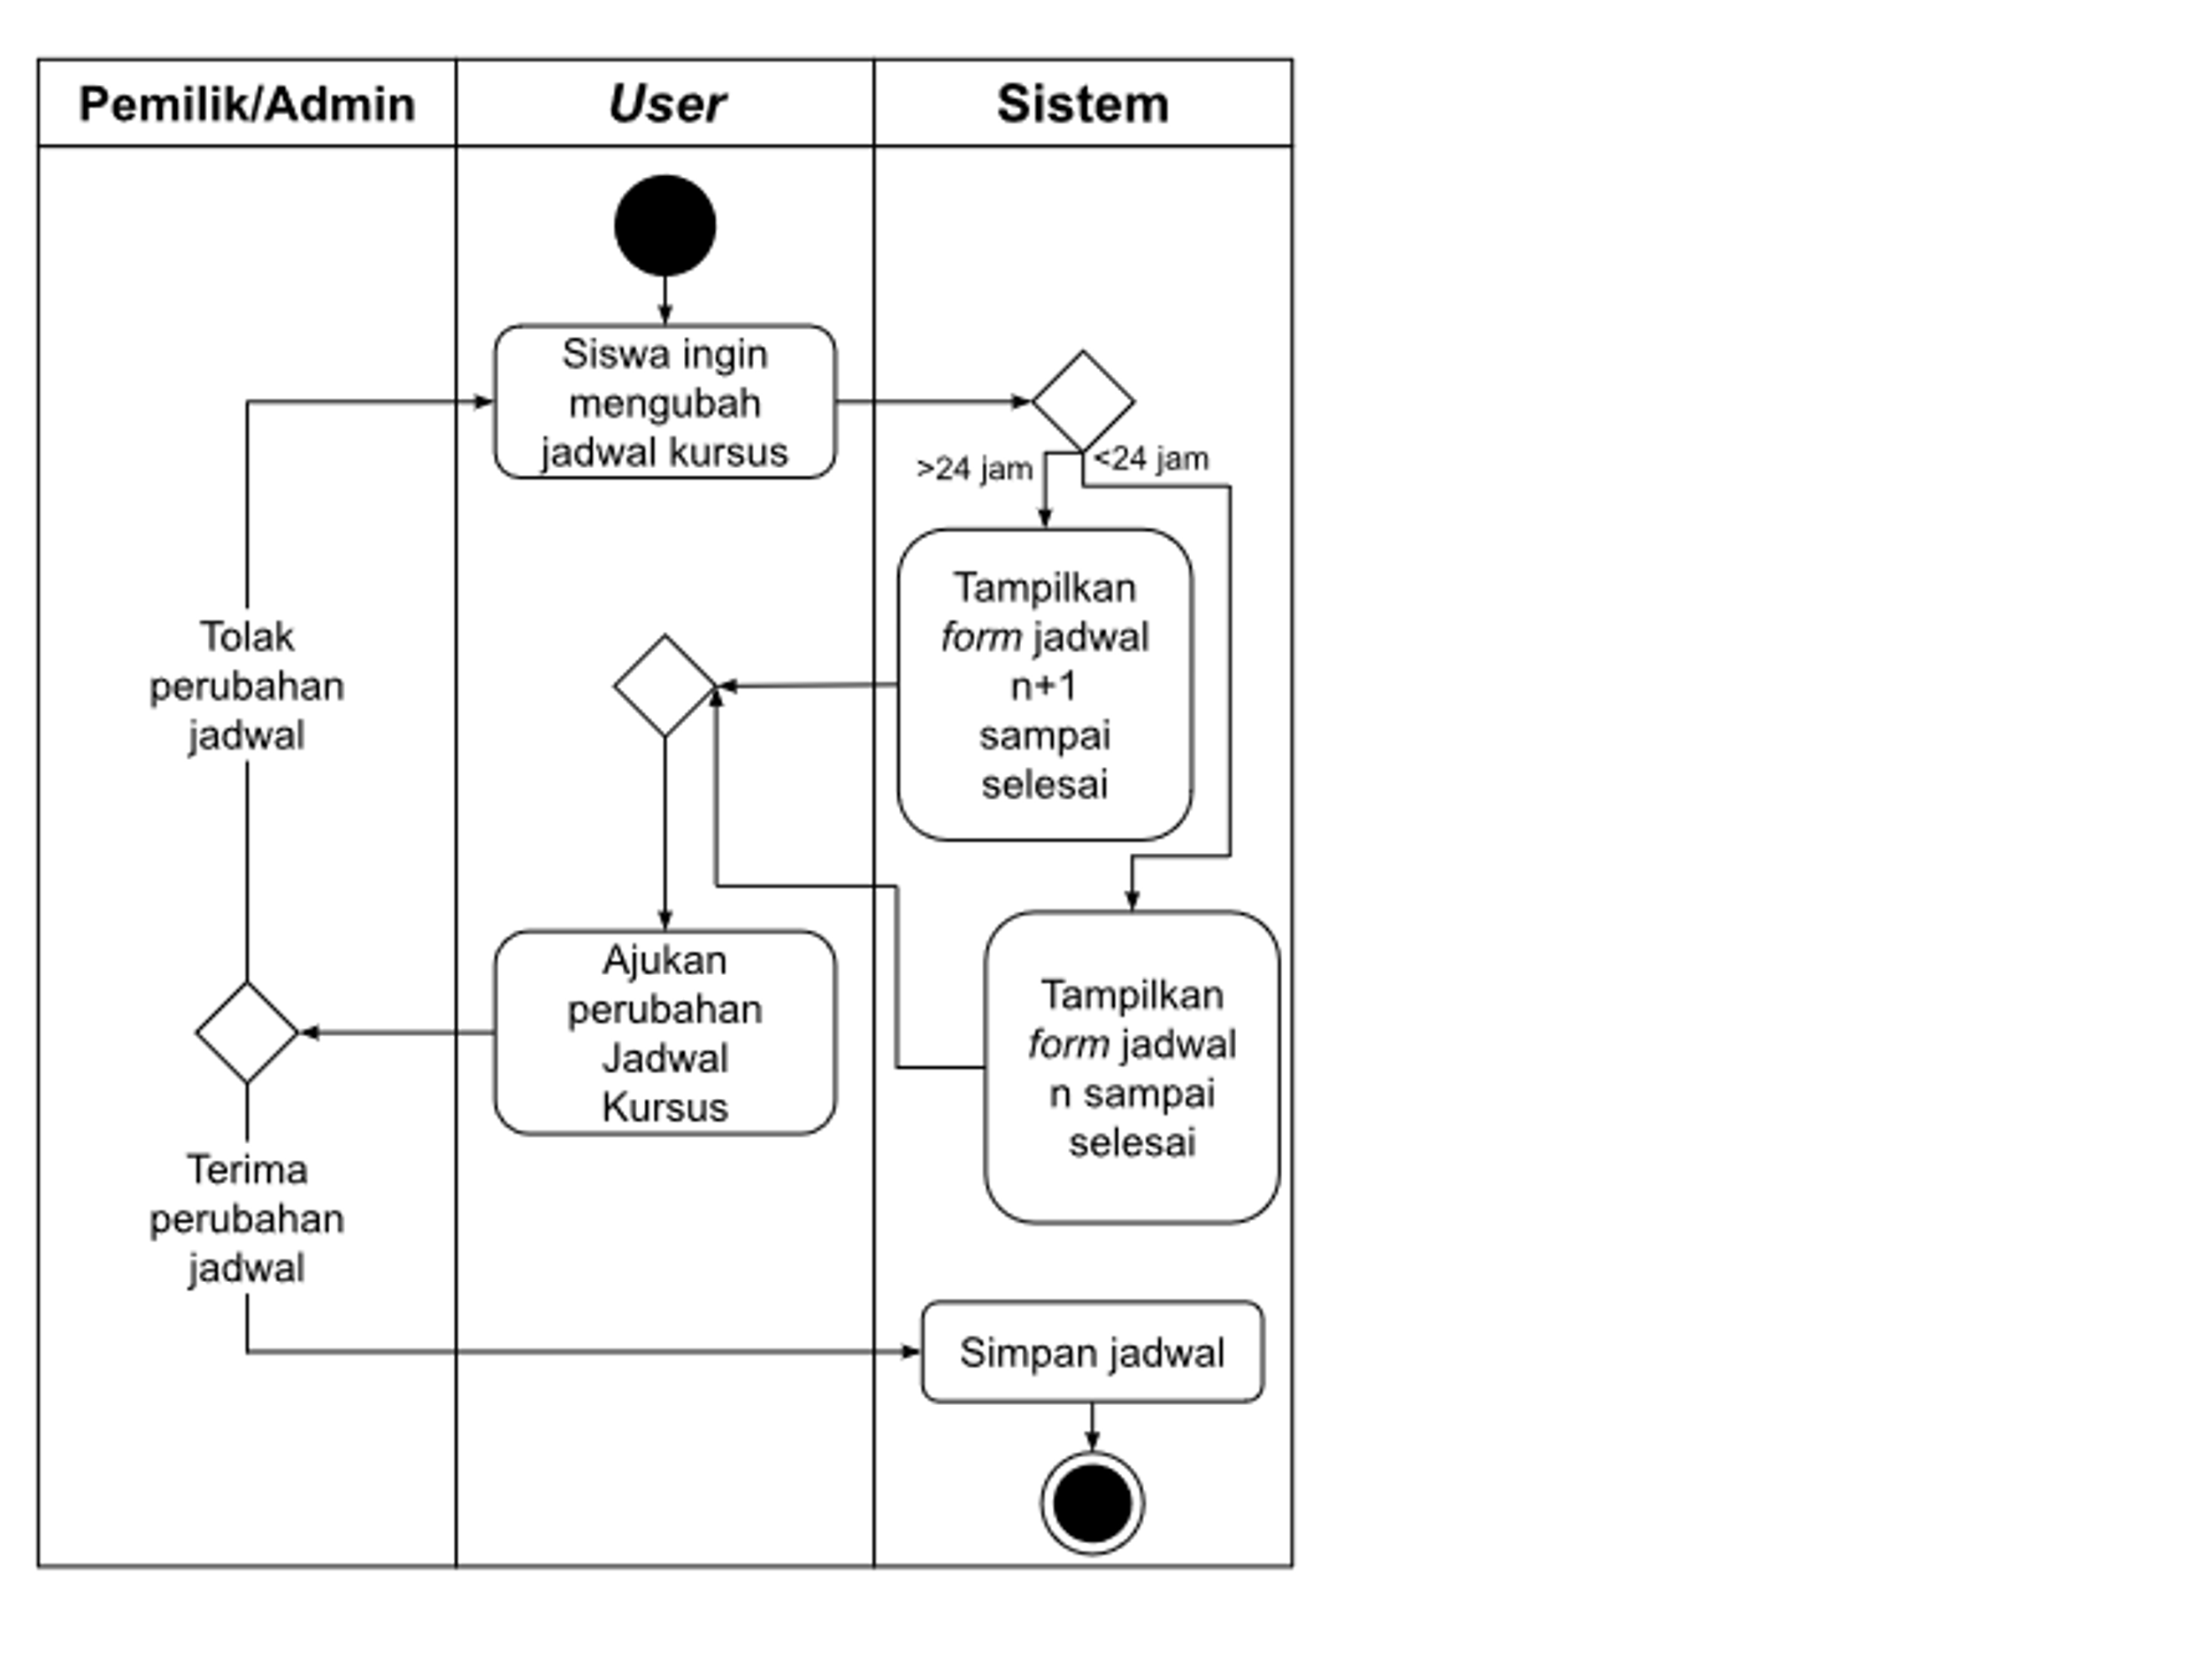 Pemilik/Admin
User
Sistem
Siswa ingin
mengubah
jadwal kursus
>24 jam
<24 jam
Tampilkan
form jadwal
n+1
sampai
selesai
Tolak
perubahan
jadwal
Ajukan
perubahan
Jadwal
Kursus
Tampilkan
form jadwal
n sampai
selesai
Terima
perubahan
jadwal
Simpan jadwal